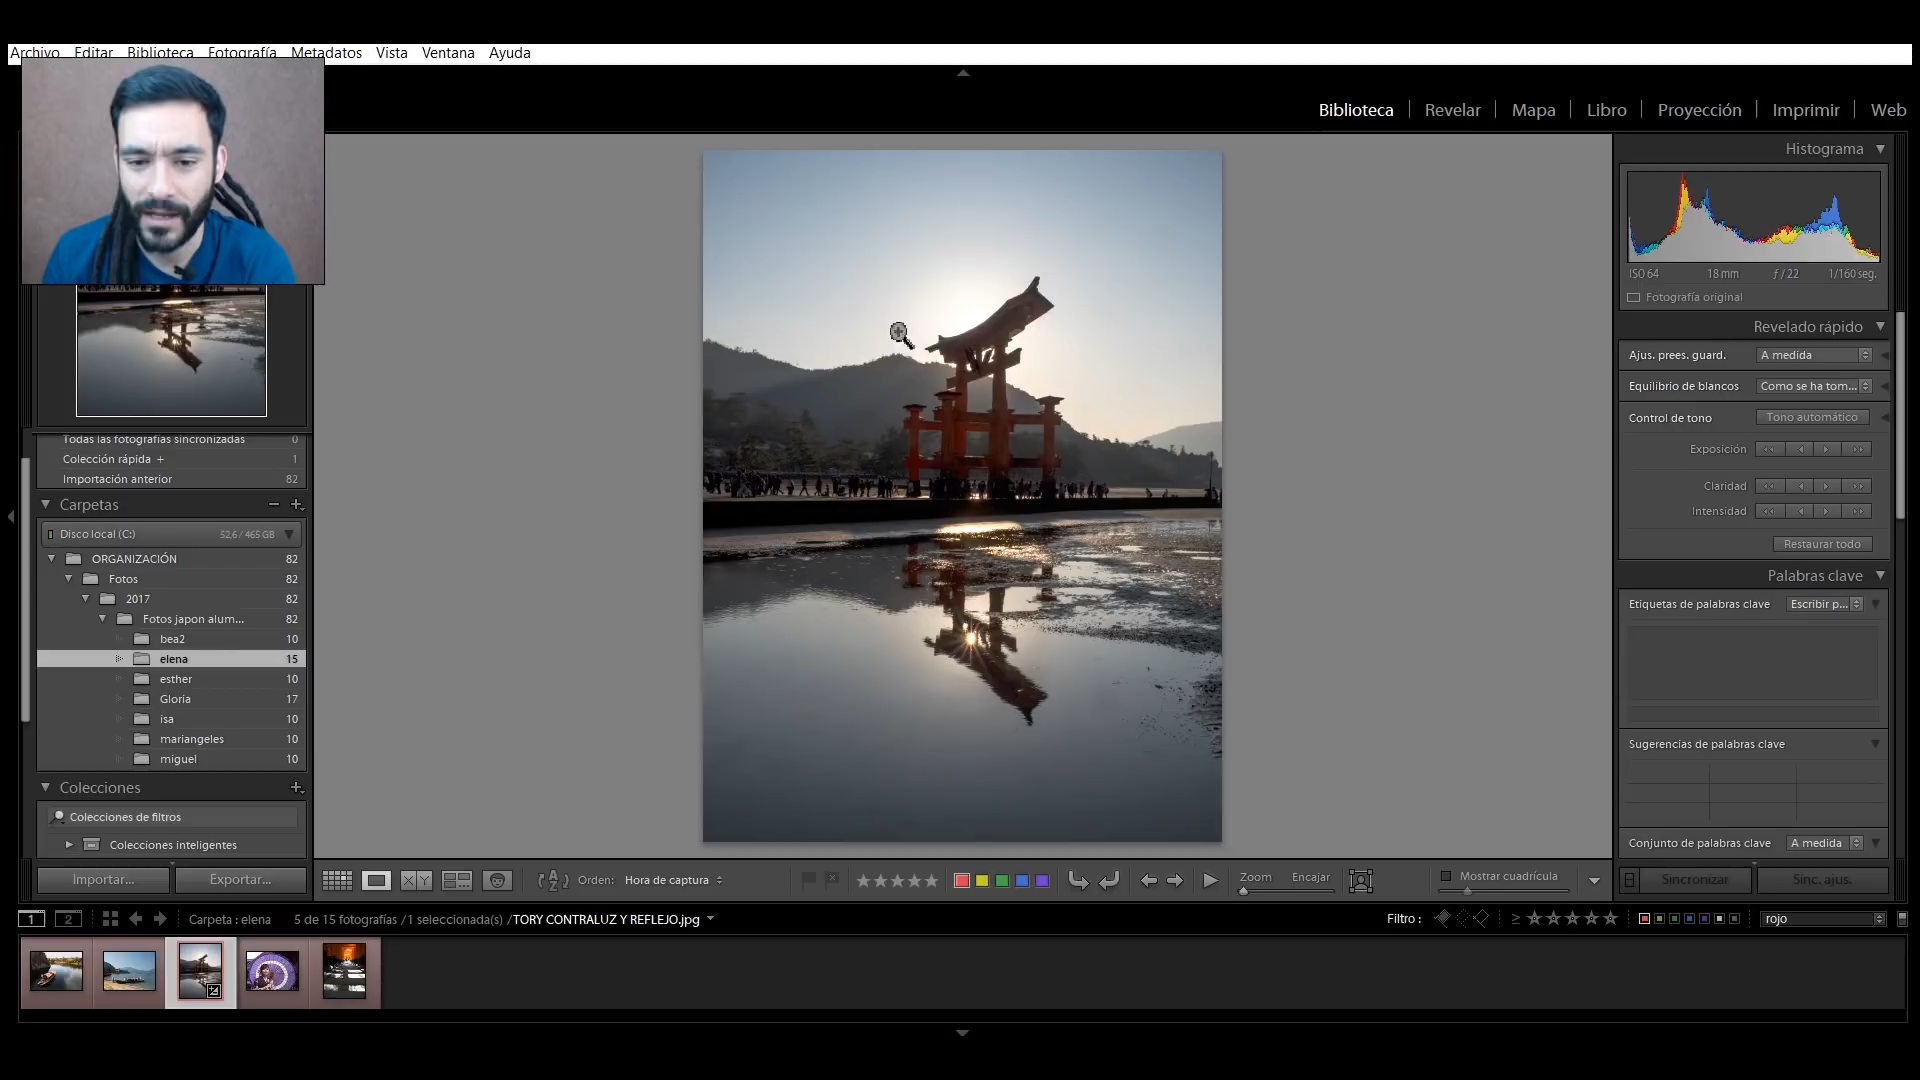 Archivo Editar Biblioteca Fotografía Metadatos Vista Ventana Ayuda
Biblioteca Revelar Mapa Libro Proyección Imprimir Web
Histograma
ISO 64 18 mm ƒ / 22 1/160 seg.
Fotografía original
Revelado rápido
Ajus. prees. guard. A medida
Equilibrio de blancos Como se ha tom...
Control de tono Tono automático
Exposición
Claridad
Intensidad
Restaurar todo
Palabras clave
Etiquetas de palabras clave Escribir p...
Sugerencias de palabras clave
Conjunto de palabras clave A medida
Sincronizar Sinc. ajus.
Todas las fotografías sincronizadas 0
Colección rápida + 1
Importación anterior 82
Carpetas
Disco local (C:) 52,6 / 465 GB
ORGANIZACIÓN 82
Fotos 82
2017 82
Fotos japon alum... 82
bea2 10
elena 15
esther 10
Gloria 17
isa 10
mariangeles 10
miguel 10
Colecciones
Colecciones de filtros
Colecciones inteligentes
Importar... Exportar...
XY Orden: Hora de captura Zoom Encajar Mostrar cuadrícula
1 2 Carpeta : elena 5 de 15 fotografías /1 seleccionada(s) /TORY CONTRALUZ Y REFLEJO.jpg Filtro : ≥ rojo